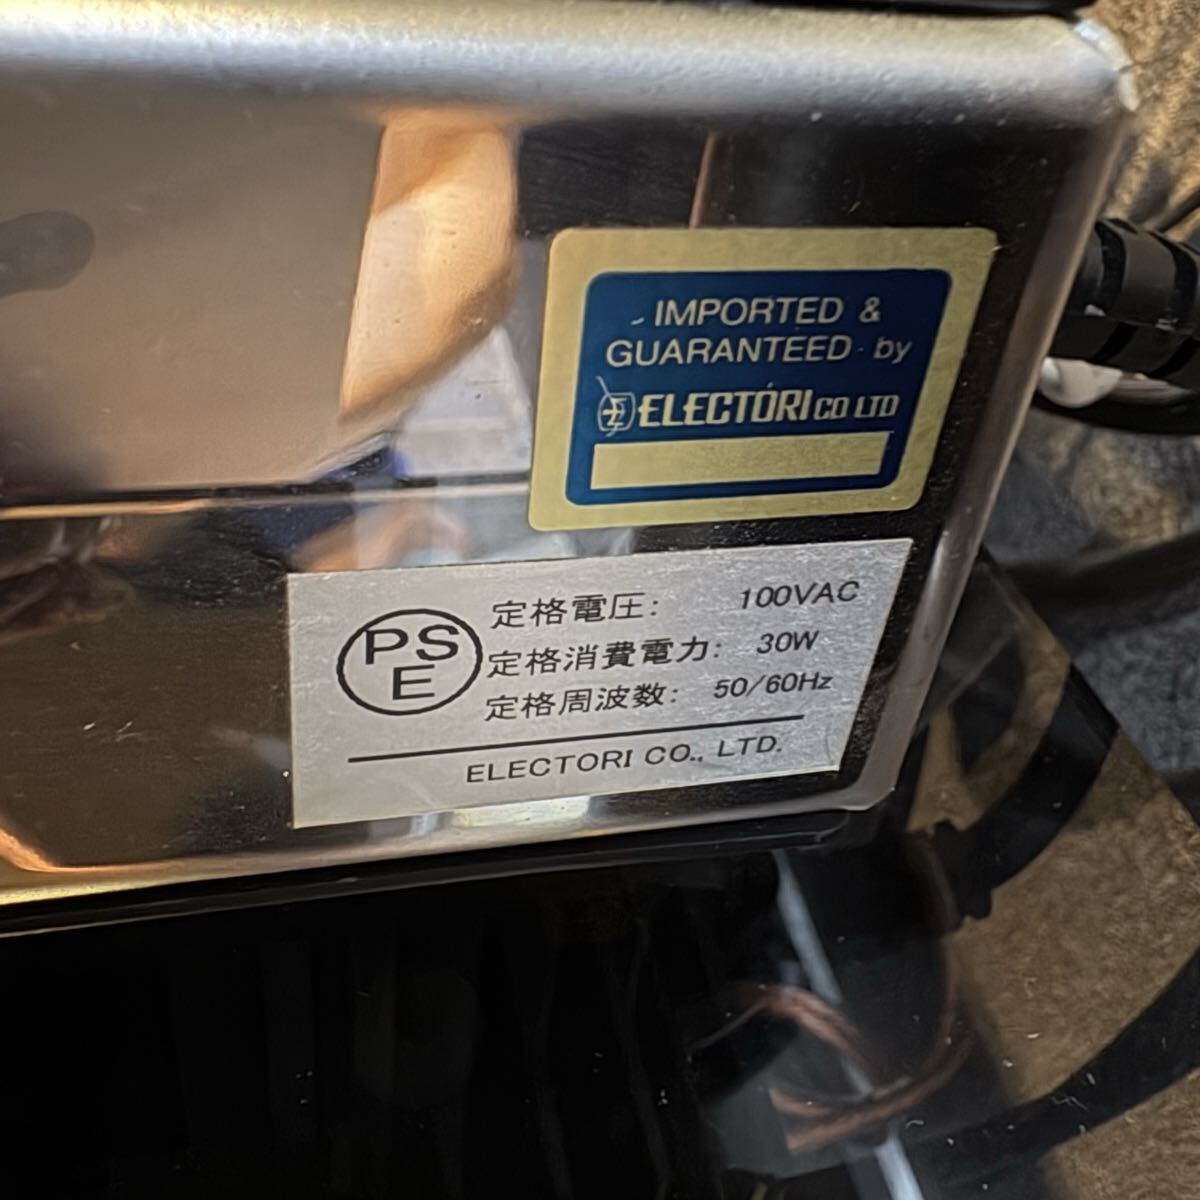 IMPORTED &
GUARANTEED by
ELECTORI CO LTD
PSE
定格電圧: 100VAC
定格消費電力: 30W
定格周波数: 50/60Hz
ELECTORI CO., LTD.